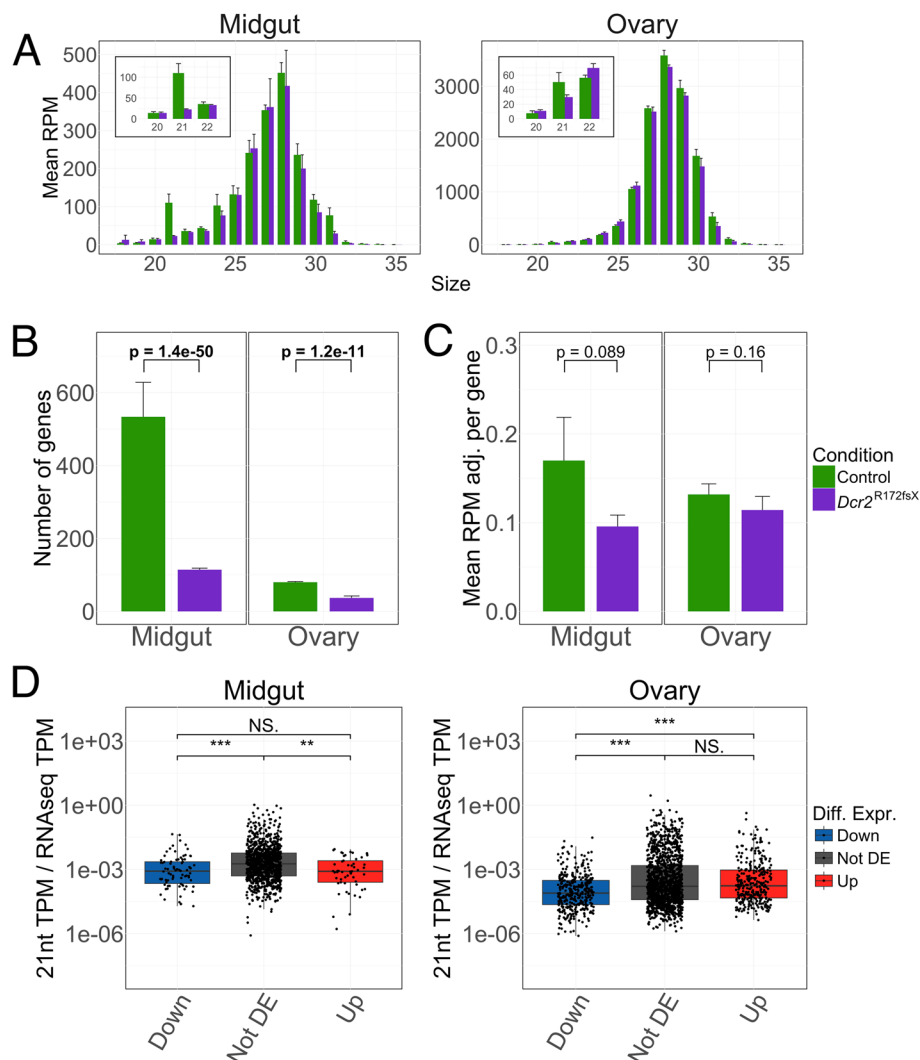 A
Midgut
Ovary
Mean RPM
500
400
300
200
100
0
100
50
0
20 21 22
20 25 30 35
3000
2000
1000
0
60
40
20
0
20 21 22
20 25 30 35
Size
B
Number of genes
600
400
200
0
p = 1.4e-50
p = 1.2e-11
Midgut
Ovary
C
Mean RPM adj. per gene
0.3
0.2
0.1
0.0
p = 0.089
p = 0.16
Midgut
Ovary
Condition
Control
Dcr2R172fsX
D
Midgut
21nt TPM / RNAseq TPM
1e+03
1e+00
1e-03
1e-06
NS.
*** **
Down Not DE Up
Ovary
21nt TPM / RNAseq TPM
1e+03
1e+00
1e-03
1e-06
***
*** NS.
Down Not DE Up
Diff. Expr.
Down
Not DE
Up